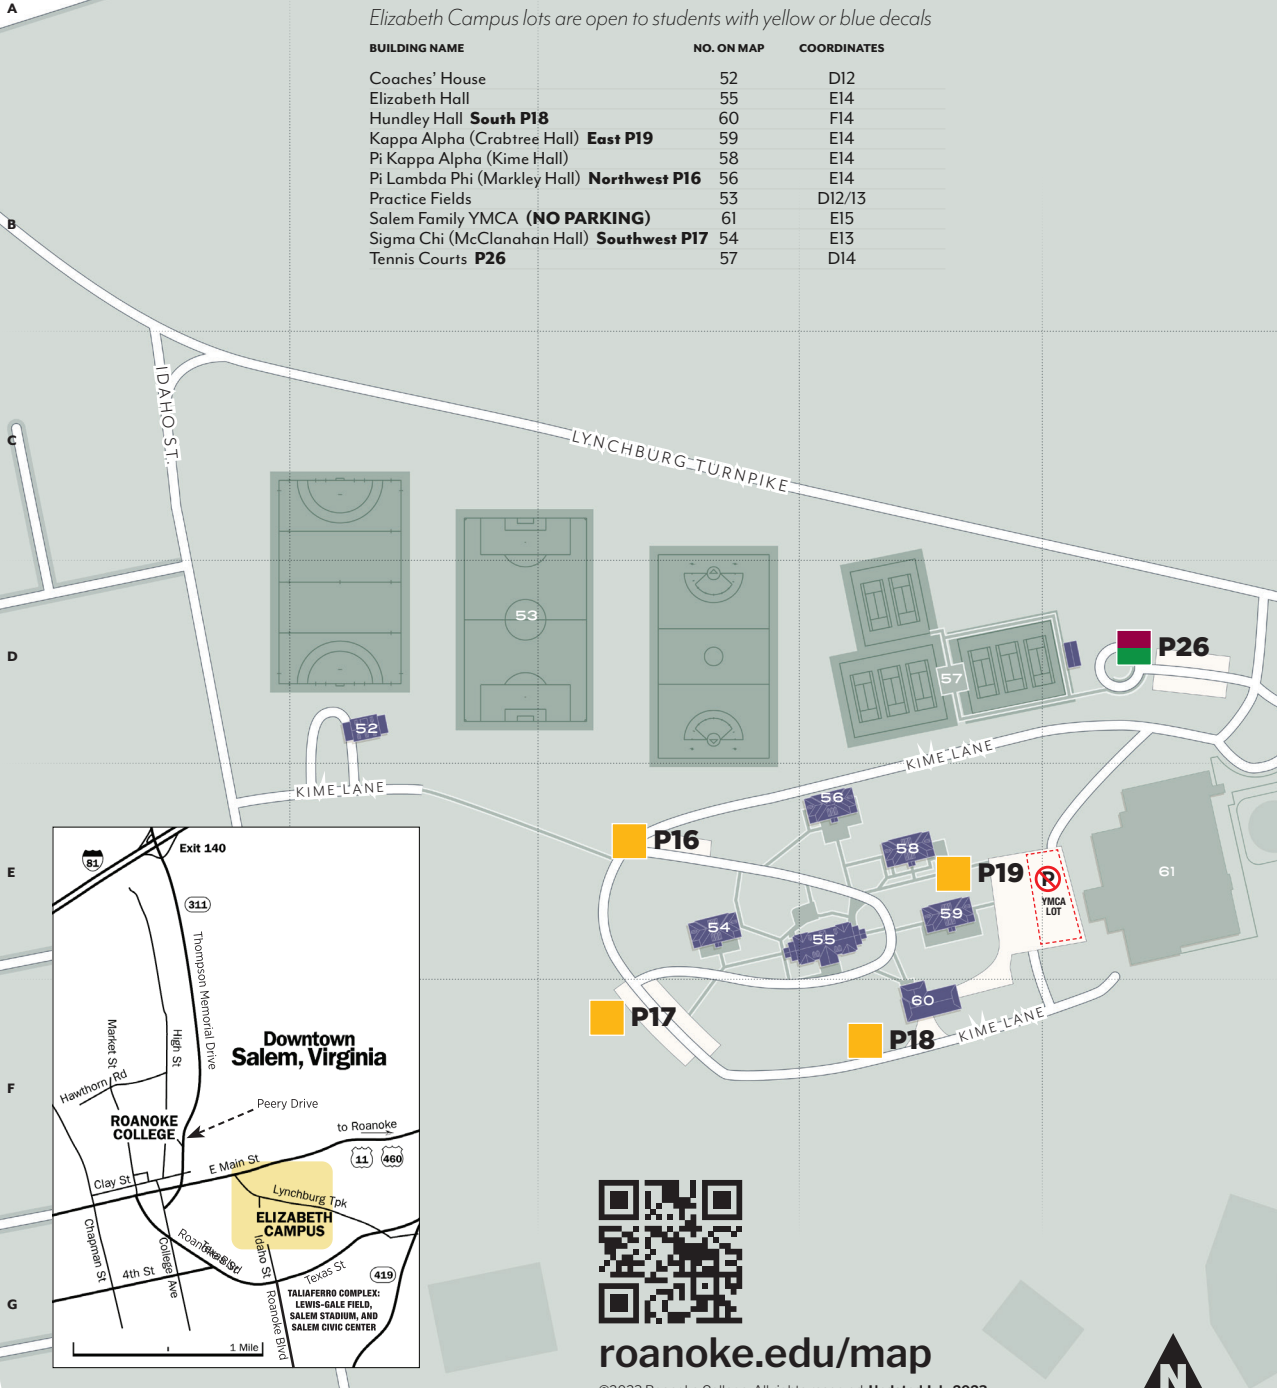 A
Elizabeth Campus lots are open to students with yellow or blue decals
BUILDING NAME NO. ON MAP COORDINATES
Coaches' House 52 D12
Elizabeth Hall 55 E14
Hundley Hall South P18 60 F14
Kappa Alpha (Crabtree Hall) East P19 59 E14
Pi Kappa Alpha (Kime Hall) 58 E14
Pi Lambda Phi (Markley Hall) Northwest P16 56 E14
Practice Fields 53 D12/13
Salem Family YMCA (NO PARKING) 61 E15
Sigma Chi (McClanahan Hall) Southwest P17 54 E13
Tennis Courts P26 57 D14
B
IDAHO ST.
C
LYNCHBURG TURNPIKE
53
D
57
P26
52
KIME LANE
KIME LANE
56
P16
58
E
P19
P
YMCA
LOT
61
59
54
55
60
P17
P18
KIME LANE
F
81
Exit 140
311
Thompson Memorial Drive
Market St
High St
Downtown
Salem, Virginia
Hawthorn Rd
Peery Drive
ROANOKE
COLLEGE
to Roanoke
11 460
E Main St
Clay St
Lynchburg Tpk
ELIZABETH
CAMPUS
Chapman St
College Ave
Roanoke Blvd
Texas St
Idaho St
4th St
Texas St
419
Roanoke Blvd
TALIAFERRO COMPLEX:
LEWIS-GALE FIELD,
SALEM STADIUM, AND
SALEM CIVIC CENTER
1 Mile
G
roanoke.edu/map
N